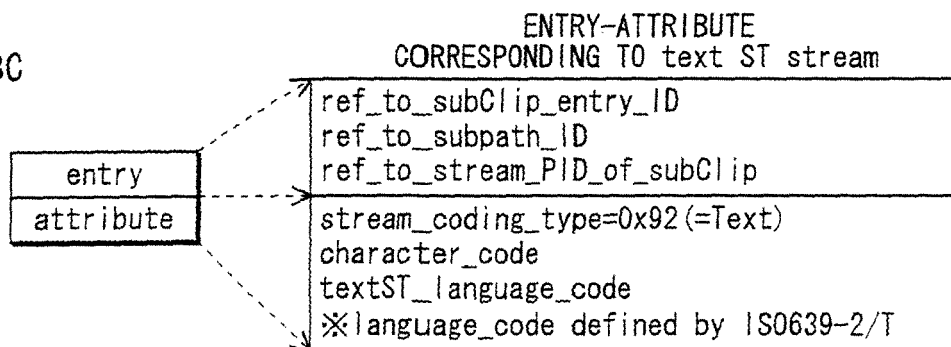 ENTRY-ATTRIBUTE
CORRESPONDING TO text ST stream
ref_to_subClip_entry_ID
ref_to_subpath_ID
ref_to_stream_PID_of_subClip
entry
attribute
stream_coding_type=0x92(=Text)
character_code
textST_language_code
※language_code defined by ISO639-2/T